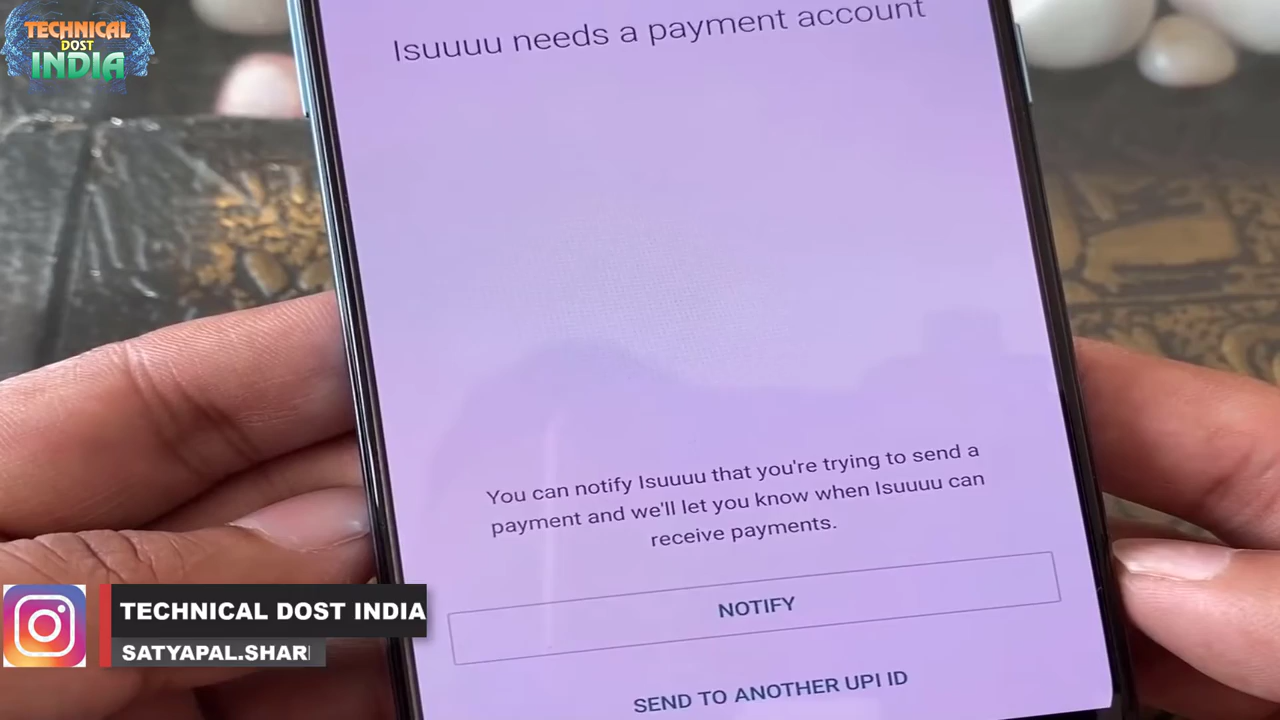 TECHNICAL
DOST
INDIA
Isuuuu needs a payment account
You can notify Isuuuu that you're trying to send a
payment and we'll let you know when Isuuuu can
receive payments.
NOTIFY
SEND TO ANOTHER UPI ID
TECHNICAL DOST INDIA
SATYAPAL.SHAR